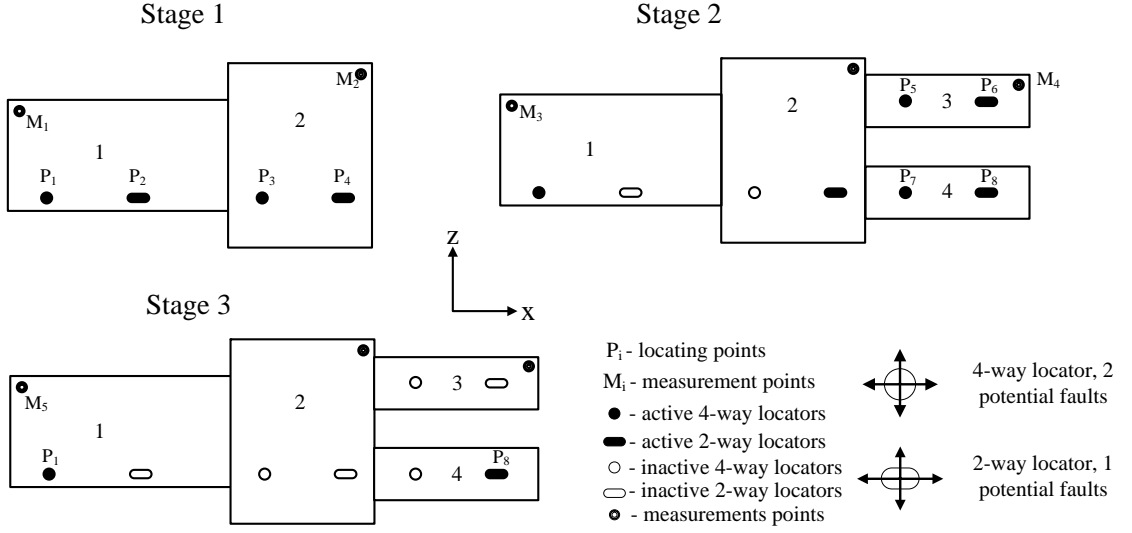 Stage 1
Stage 2
M2
M1
1
2
P1
P2
P3
P4
M3
1
2
P5
P6
3
M4
P7
P8
4
z
x
Stage 3
M5
1
P1
2
3
P8
4
Pi - locating points
Mi - measurement points
- active 4-way locators
- active 2-way locators
- inactive 4-way locators
- inactive 2-way locators
- measurements points
4-way locator, 2
potential faults
2-way locator, 1
potential faults